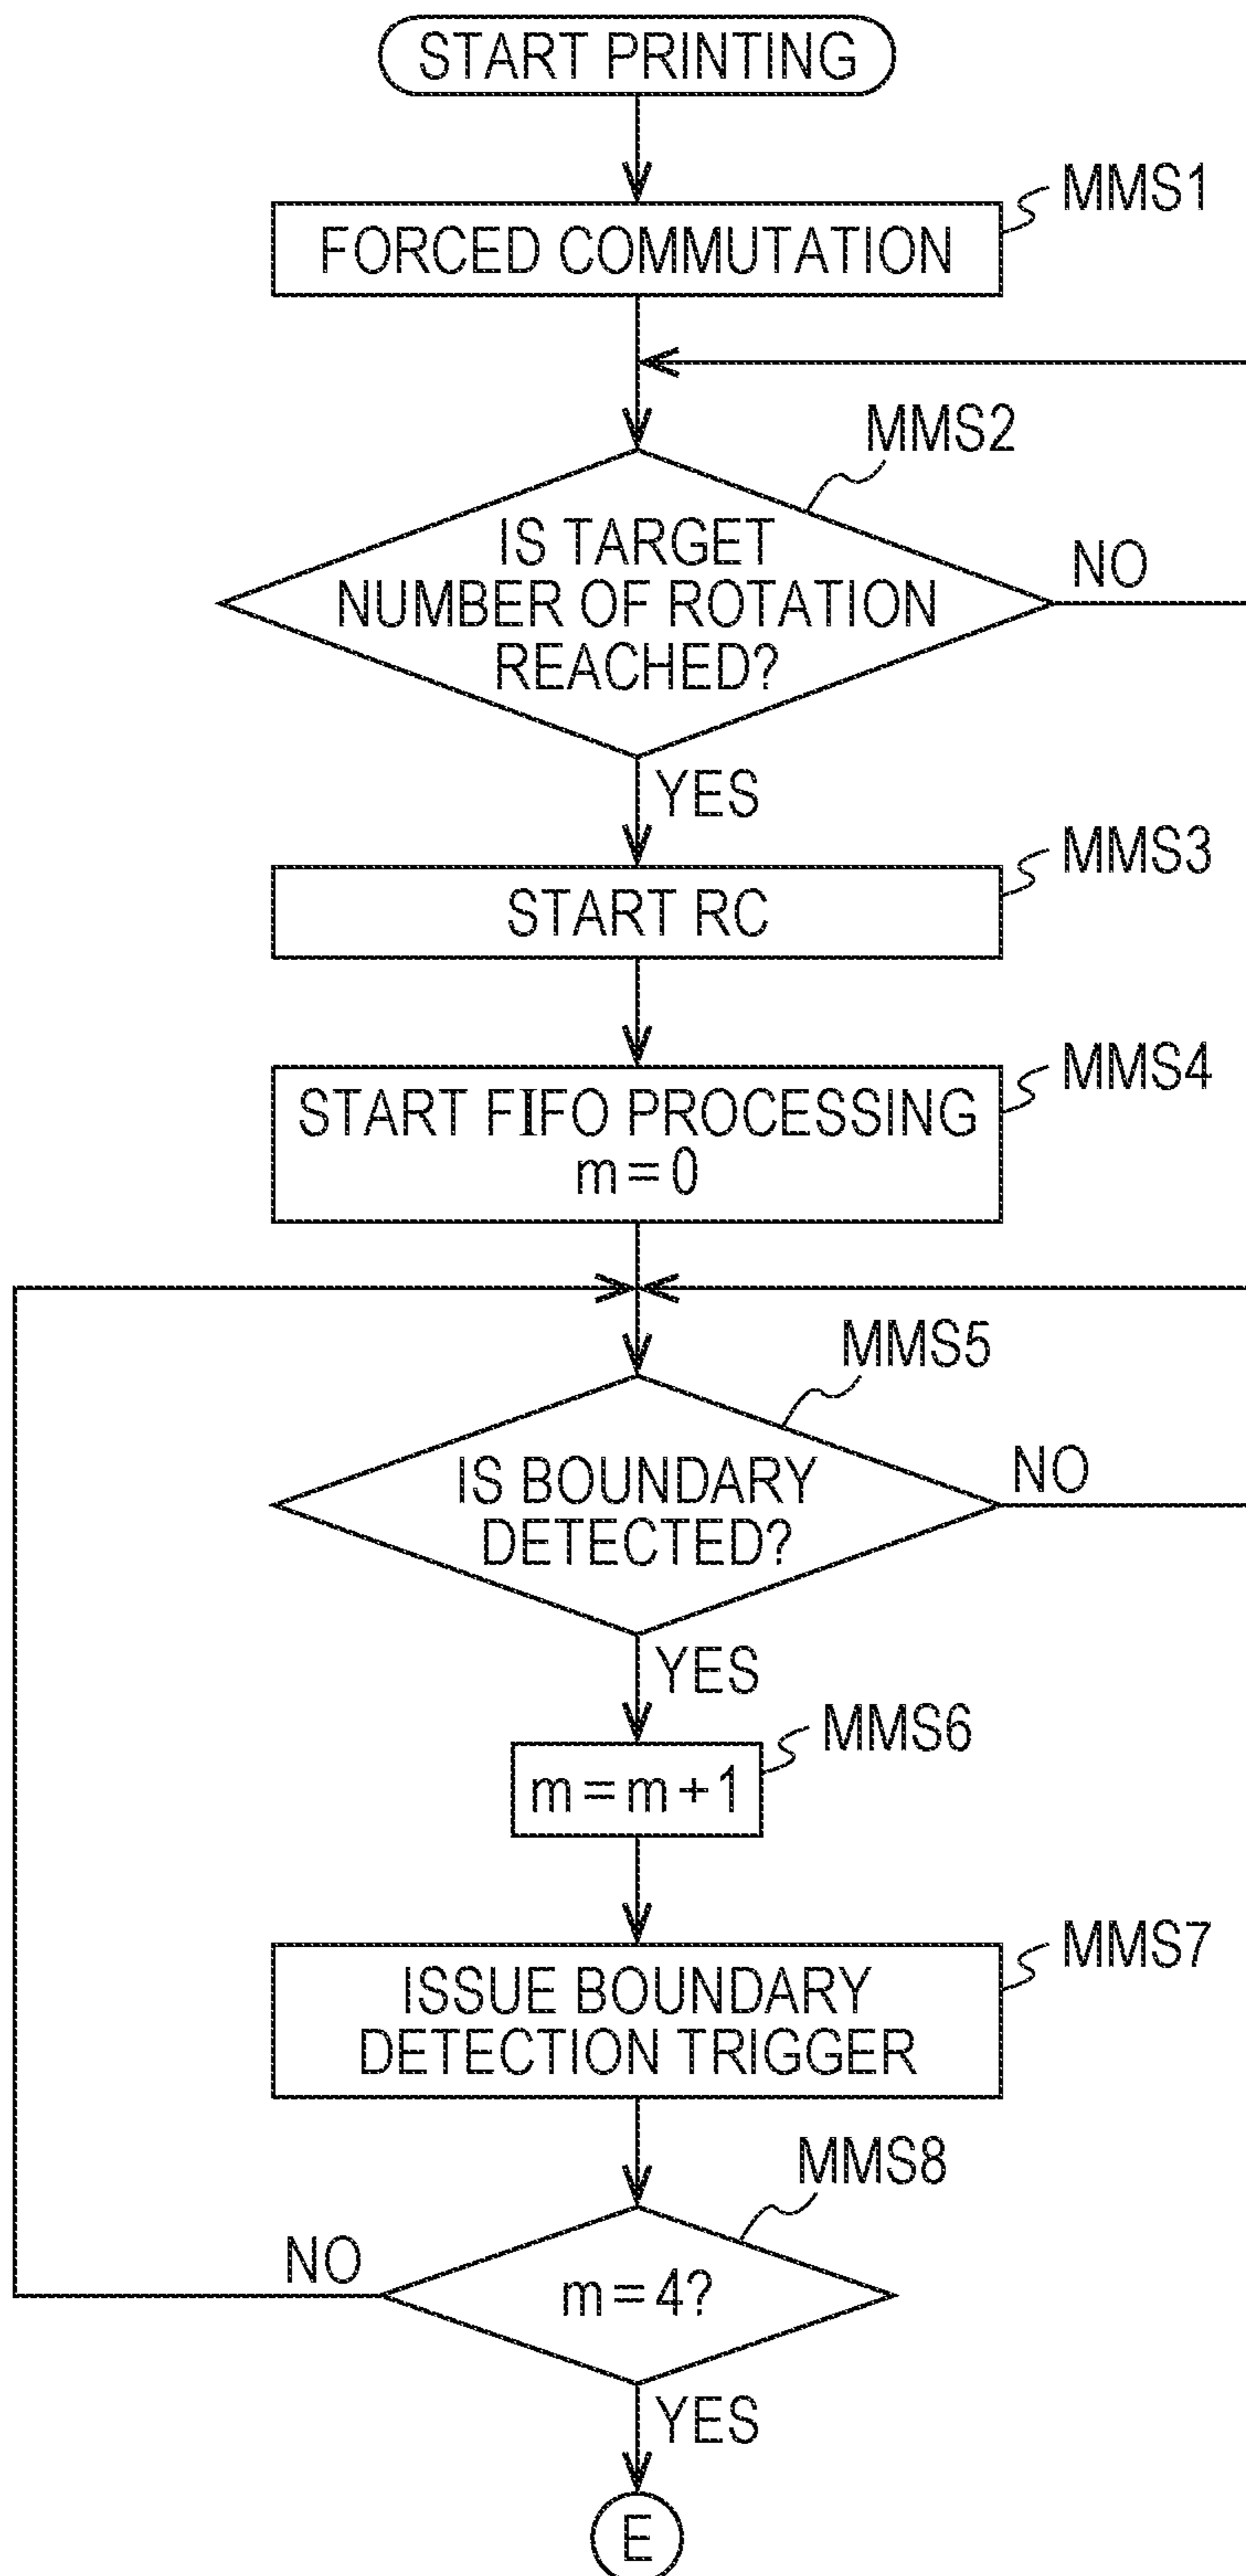 START PRINTING
MMS1
FORCED COMMUTATION
MMS2
IS TARGET
NUMBER OF ROTATION
REACHED?
NO
YES
MMS3
START RC
MMS4
START FIFO PROCESSING
m=0
MMS5
IS BOUNDARY
DETECTED?
NO
YES
MMS6
m=m+1
MMS7
ISSUE BOUNDARY
DETECTION TRIGGER
MMS8
NO
m=4?
YES
E